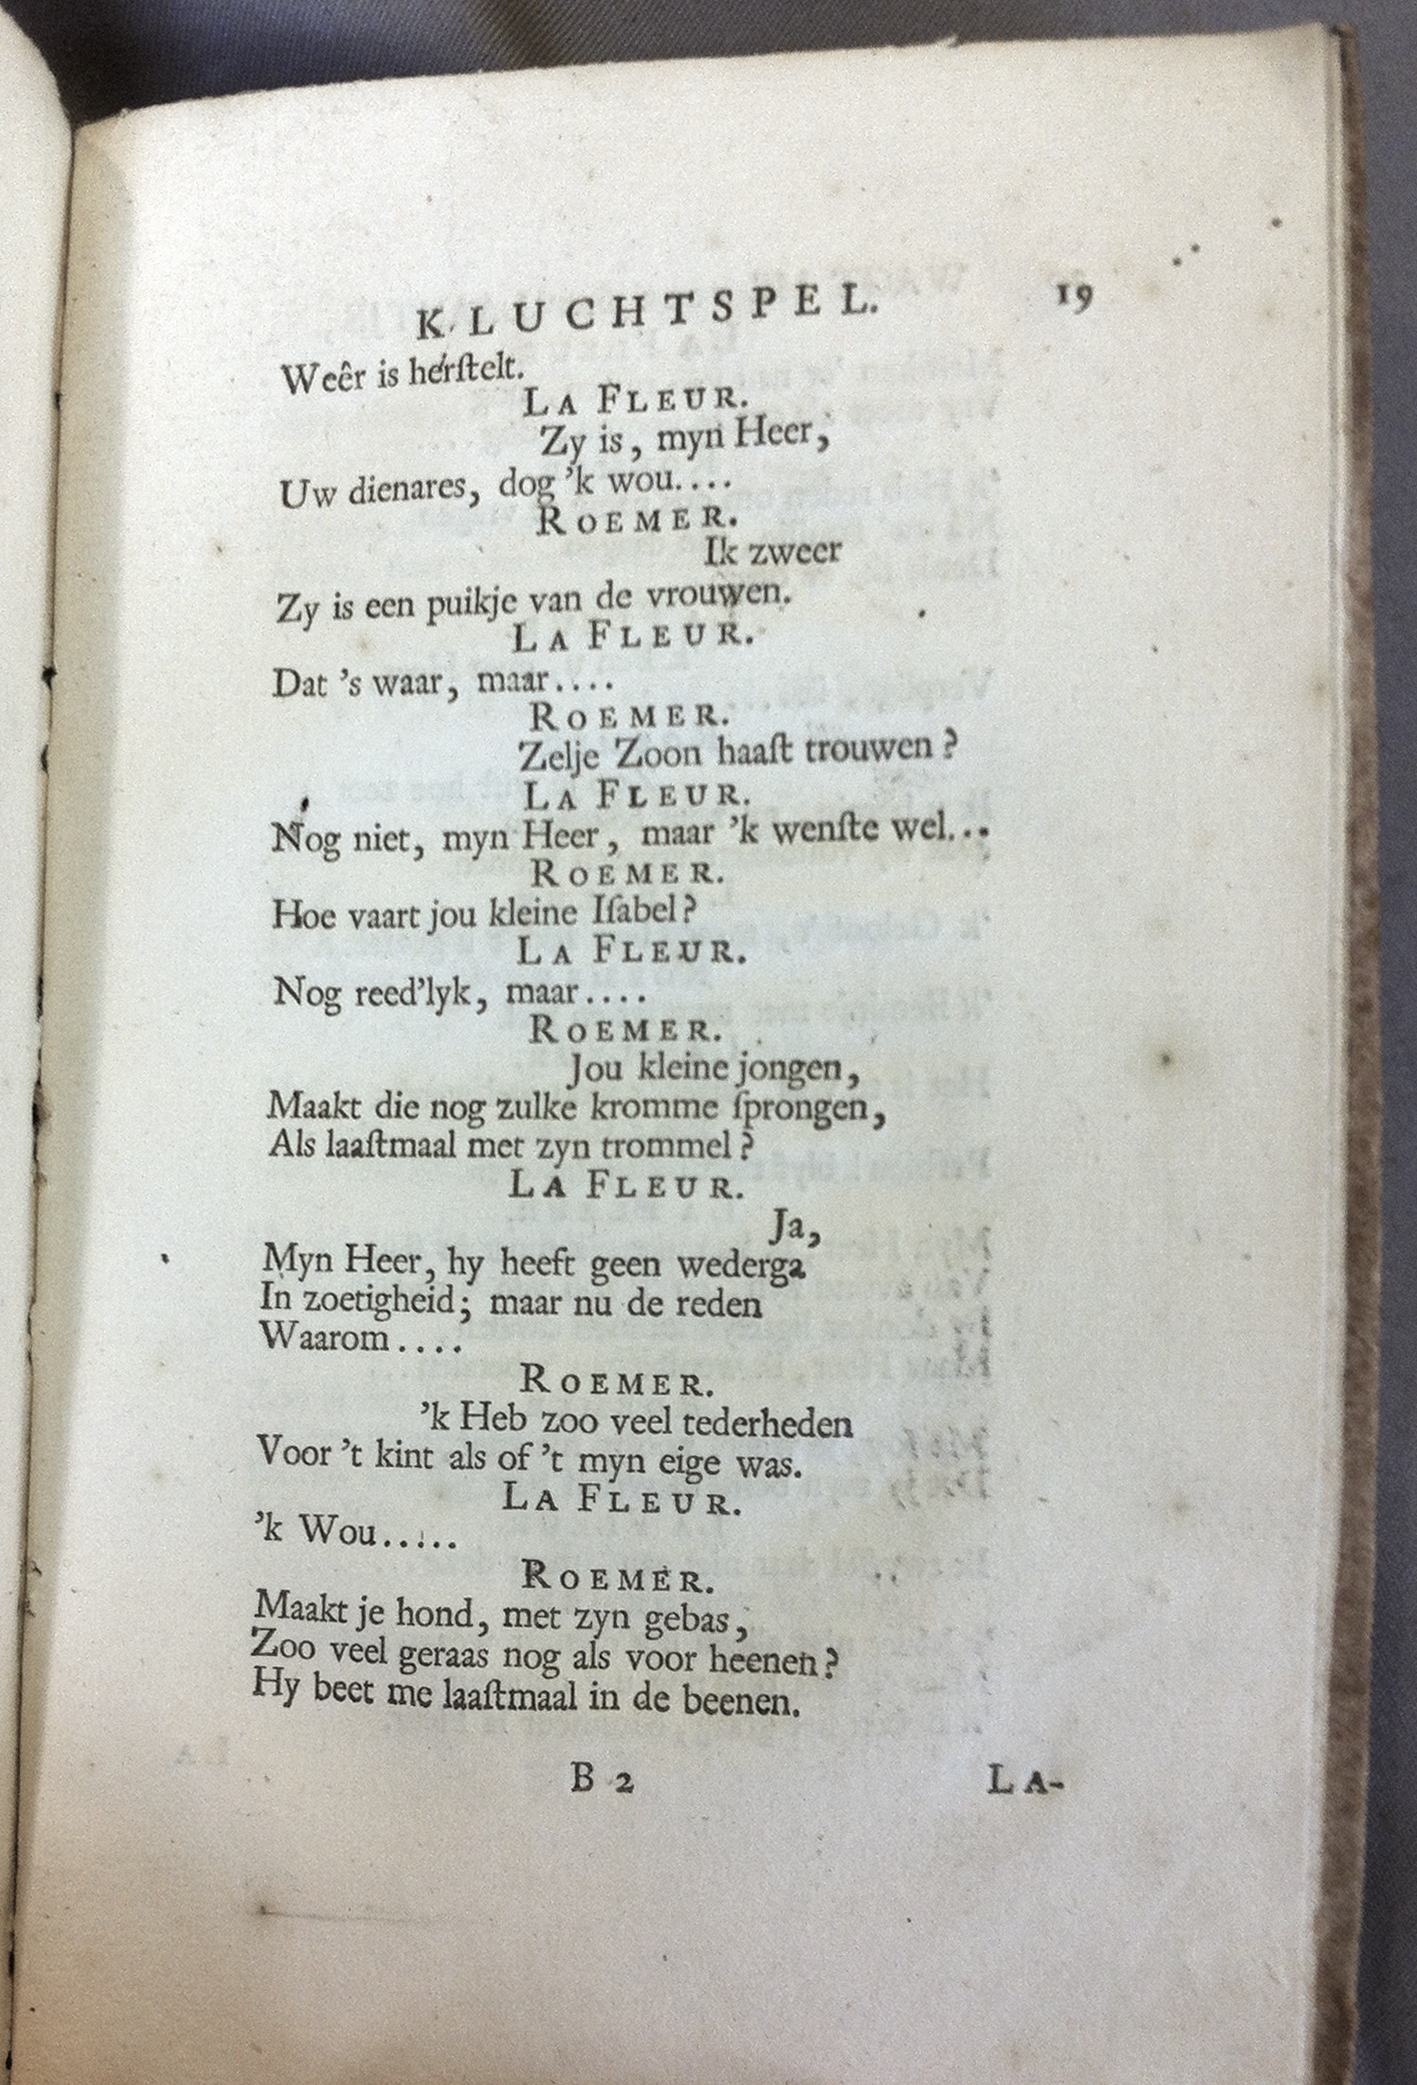 KLUCHTSPEL. 19
Weêr is herſtelt.
LA FLEUR.
Zy is, myn Heer,
Uw dienares, dog ’k wou....
ROEMER.
Ik zweer
Zy is een puikje van de vrouwen.
LA FLEUR.
Dat ’s waar, maar....
ROEMER.
Zelje Zoon haaſt trouwen?
LA FLEUR.
Nog niet, myn Heer, maar ’k wenſte wel...
ROEMER.
Hoe vaart jou kleine Iſabel?
LA FLEUR.
Nog reed’lyk, maar....
ROEMER.
Jou kleine jongen,
Maakt die nog zulke kromme ſprongen,
Als laaſtmaal met zyn trommel?
LA FLEUR.
Ja,
Myn Heer, hy heeft geen wederga
In zoetigheid; maar nu de reden
Waarom....
ROEMER.
’k Heb zoo veel tederheden
Voor ’t kint als of ’t myn eige was.
LA FLEUR.
’k Wou.....
ROEMER.
Maakt je hond, met zyn gebas,
Zoo veel geraas nog als voor heenen?
Hy beet me laaſtmaal in de beenen.
B 2 LA-